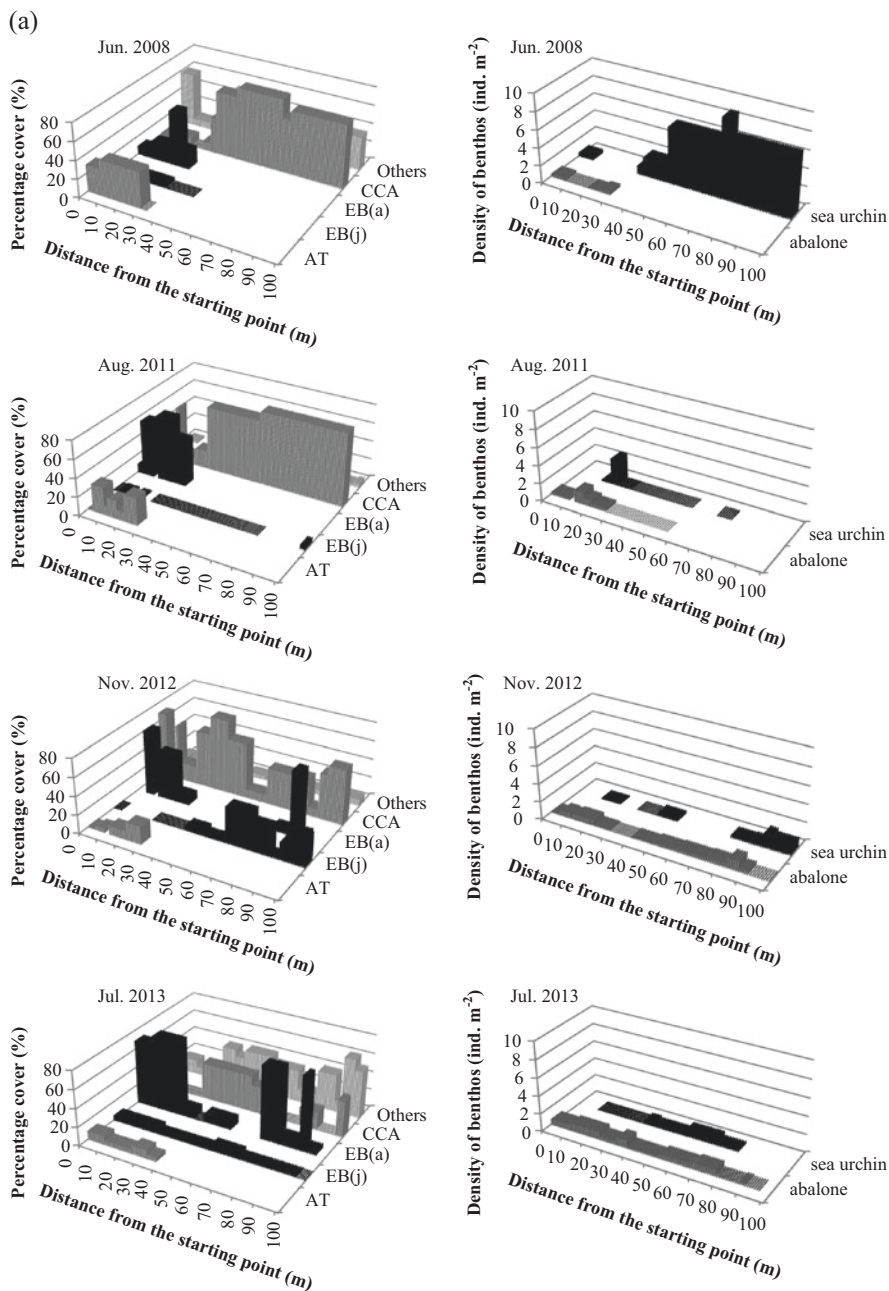 (a)
Jun. 2008
Percentage cover (%)
80
60
40
20
0
0
10
20
30
40
50
60
70
80
90
100
Distance from the starting point (m)
Others
CCA
EB(a)
EB(j)
AT
Jun. 2008
Density of benthos (ind. m⁻²)
10
8
6
4
2
0
0
10
20
30
40
50
60
70
80
90
100
Distance from the starting point (m)
sea urchin
abalone
Aug. 2011
Percentage cover (%)
80
60
40
20
0
0
10
20
30
40
50
60
70
80
90
100
Distance from the starting point (m)
Others
CCA
EB(a)
EB(j)
AT
Aug. 2011
Density of benthos (ind. m⁻²)
10
8
6
4
2
0
0
10
20
30
40
50
60
70
80
90
100
Distance from the starting point (m)
sea urchin
abalone
Nov. 2012
Percentage cover (%)
80
60
40
20
0
0
10
20
30
40
50
60
70
80
90
100
Distance from the starting point (m)
Others
CCA
EB(a)
EB(j)
AT
Nov. 2012
Density of benthos (ind. m⁻²)
10
8
6
4
2
0
0
10
20
30
40
50
60
70
80
90
100
Distance from the starting point (m)
sea urchin
abalone
Jul. 2013
Percentage cover (%)
80
60
40
20
0
0
10
20
30
40
50
60
70
80
90
100
Distance from the starting point (m)
Others
CCA
EB(a)
EB(j)
AT
Jul. 2013
Density of benthos (ind. m⁻²)
10
8
6
4
2
0
0
10
20
30
40
50
60
70
80
90
100
Distance from the starting point (m)
sea urchin
abalone